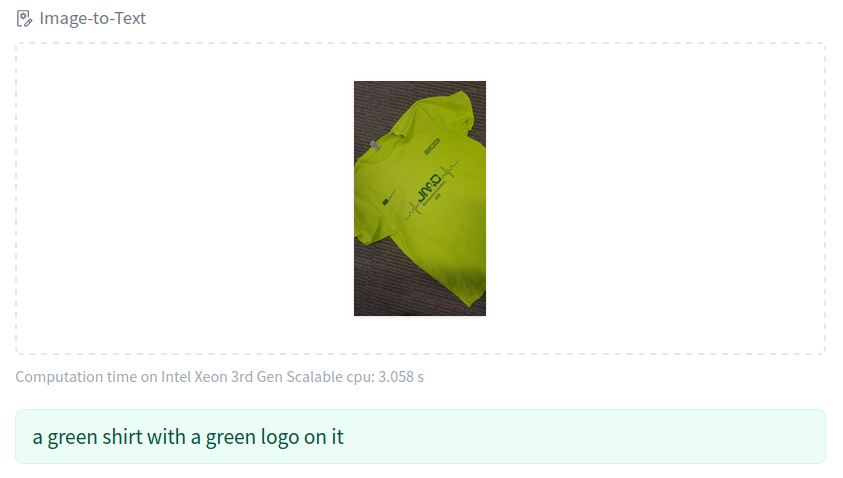 Image-to-Text
Computation time on Intel Xeon 3rd Gen Scalable cpu: 3.058 s
a green shirt with a green logo on it